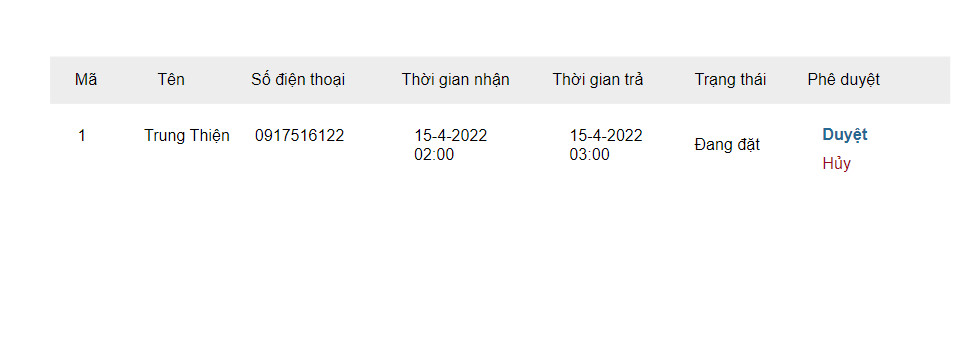 Mã Tên Số điện thoại Thời gian nhận Thời gian trả Trạng thái Phê duyệt
1 Trung Thiện 0917516122 15-4-2022 15-4-2022 Đang đặt Duyệt
02:00 03:00 Hủy